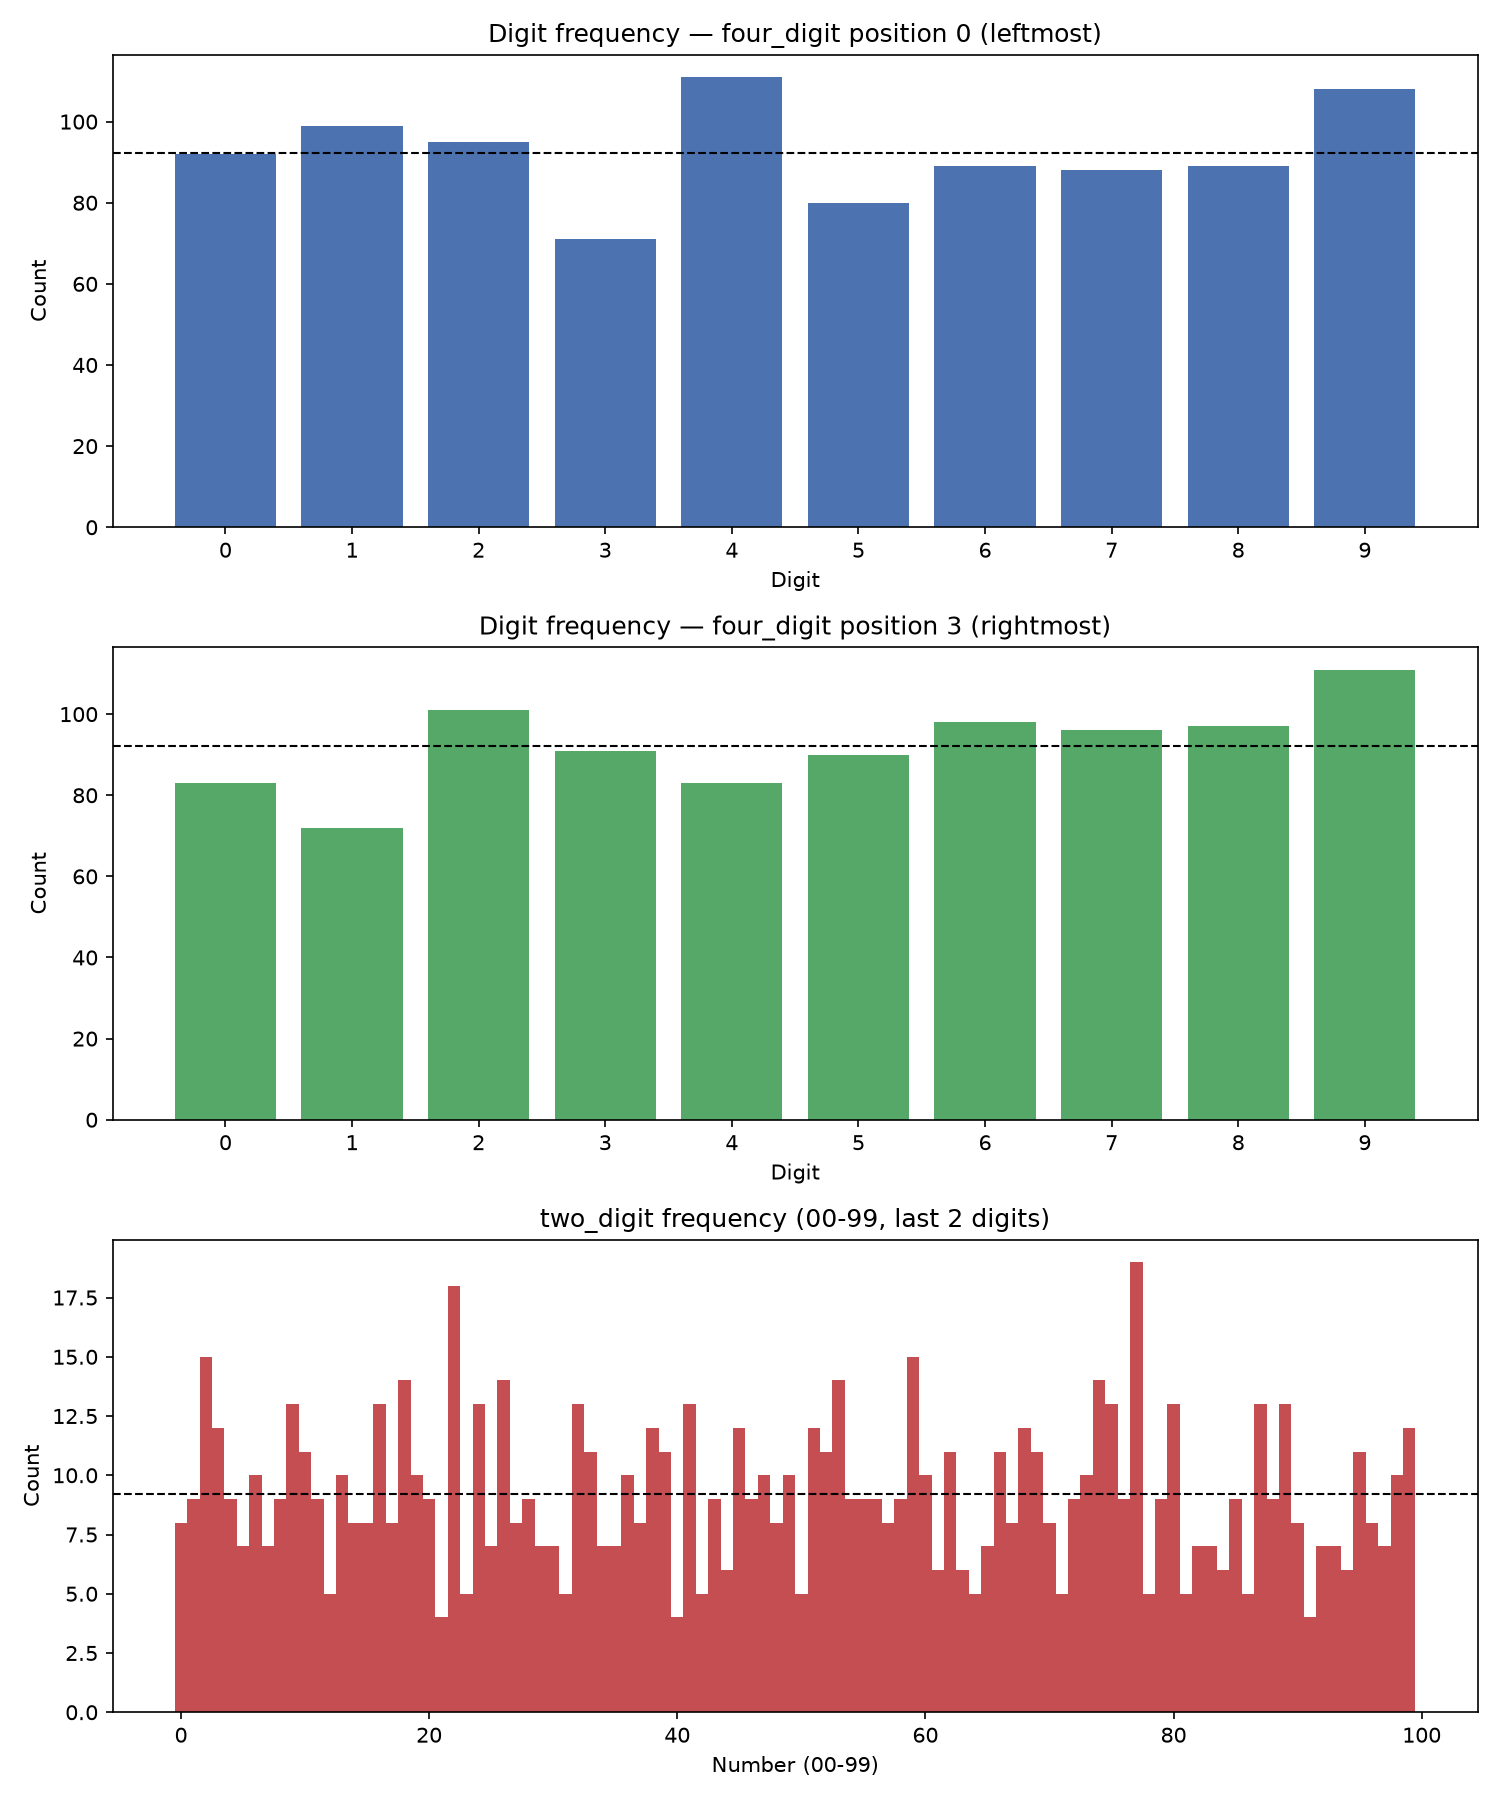 Digit frequency — four_digit position 0 (leftmost)
100
80
60
40
20
0
Count
0 1 2 3 4 5 6 7 8 9
Digit
Digit frequency — four_digit position 3 (rightmost)
100
80
60
40
20
0
Count
0 1 2 3 4 5 6 7 8 9
Digit
two_digit frequency (00-99, last 2 digits)
17.5
15.0
12.5
10.0
7.5
5.0
2.5
0.0
Count
0 20 40 60 80 100
Number (00-99)